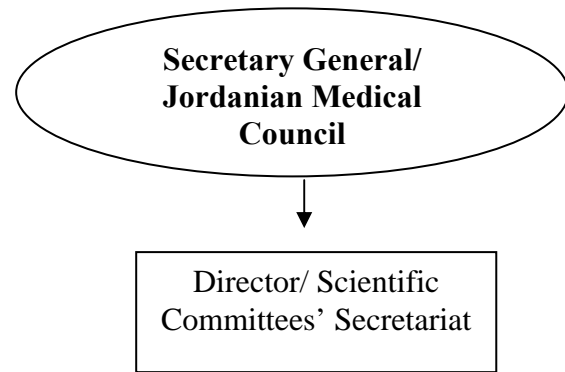 Secretary General/
Jordanian Medical
Council
Director/ Scientific
Committees’ Secretariat